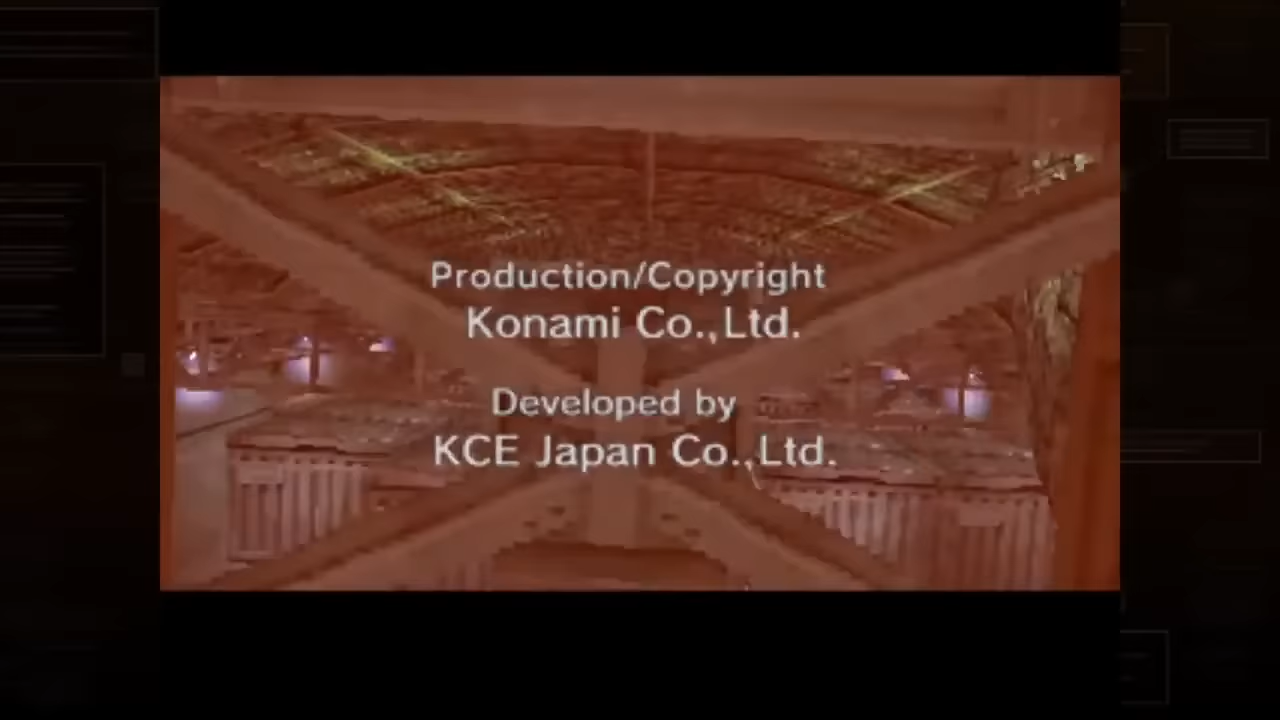 Production/Copyright
Konami Co.,Ltd.
Developed by
KCE Japan Co.,Ltd.